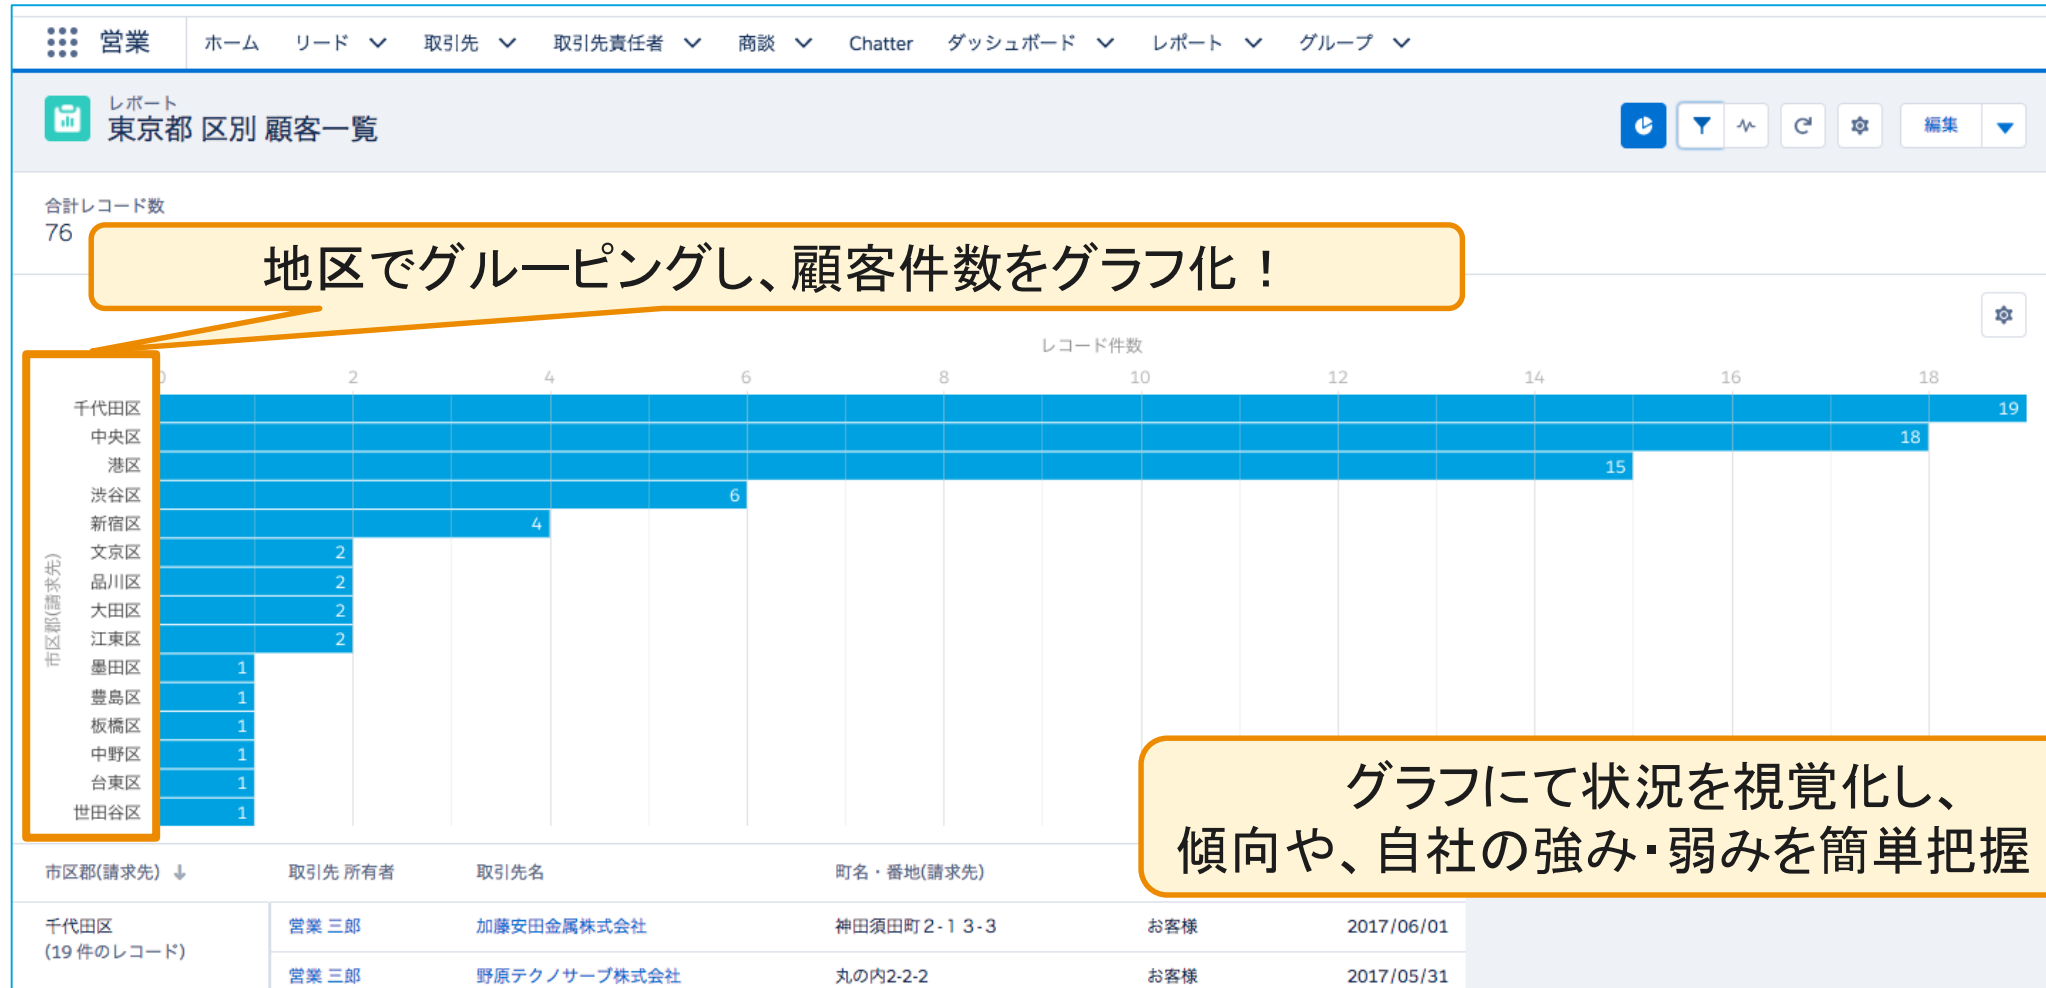 営業 ホーム リード 取引先 取引先責任者 商談 Chatter ダッシュボード レポート グループ
レポート
東京都 区別 顧客一覧
編集
合計レコード数
76
地区でグルーピングし、顧客件数をグラフ化！
レコード件数
0 2 4 6 8 10 12 14 16 18
市区郡(請求先)
千代田区 19
中央区 18
港区 15
渋谷区 6
新宿区 4
文京区 2
品川区 2
大田区 2
江東区 2
墨田区 1
豊島区 1
板橋区 1
中野区 1
台東区 1
世田谷区 1
グラフにて状況を視覚化し、
傾向や、自社の強み・弱みを簡単把握
市区郡(請求先) ↓ 取引先 所有者 取引先名 町名・番地(請求先)
千代田区 営業 三郎 加藤安田金属株式会社 神田須田町２-１３-３ お客様 2017/06/01
(19 件のレコード)
営業 三郎 野原テクノサーブ株式会社 丸の内2-2-2 お客様 2017/05/31